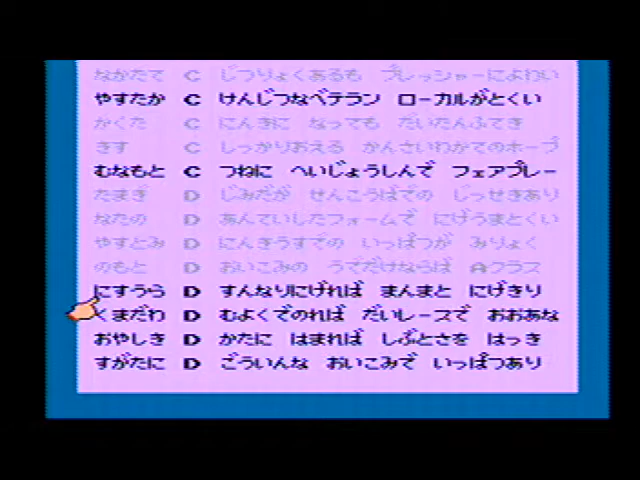 なかたて C じつりょくあるも プレッシャーによわい
やすたか C けんじつなベテラン ローカルがとくい
かくた C にんきに なっても だいたんふてき
きす C しっかりおえる かんさいわかてのホープ
むなもと C つねに へいじょうしんで フェアプレー
たまぎ D じみだが せんこうばでの じっせきあり
なたの D あんていしたフォームで にげうまとくい
やすとみ D にんきうすでの いっぱつが みりょく
のもと D おいこみの うでだけならば Aクラス
にすうら D すんなりにげれば まんまと にげきり
くまだわ D むよくでのれば だいレースで おおあな
おやしき D かたに はまれば しぶとさを はっき
すがたに D ごういんな おいこみで いっぱつあり